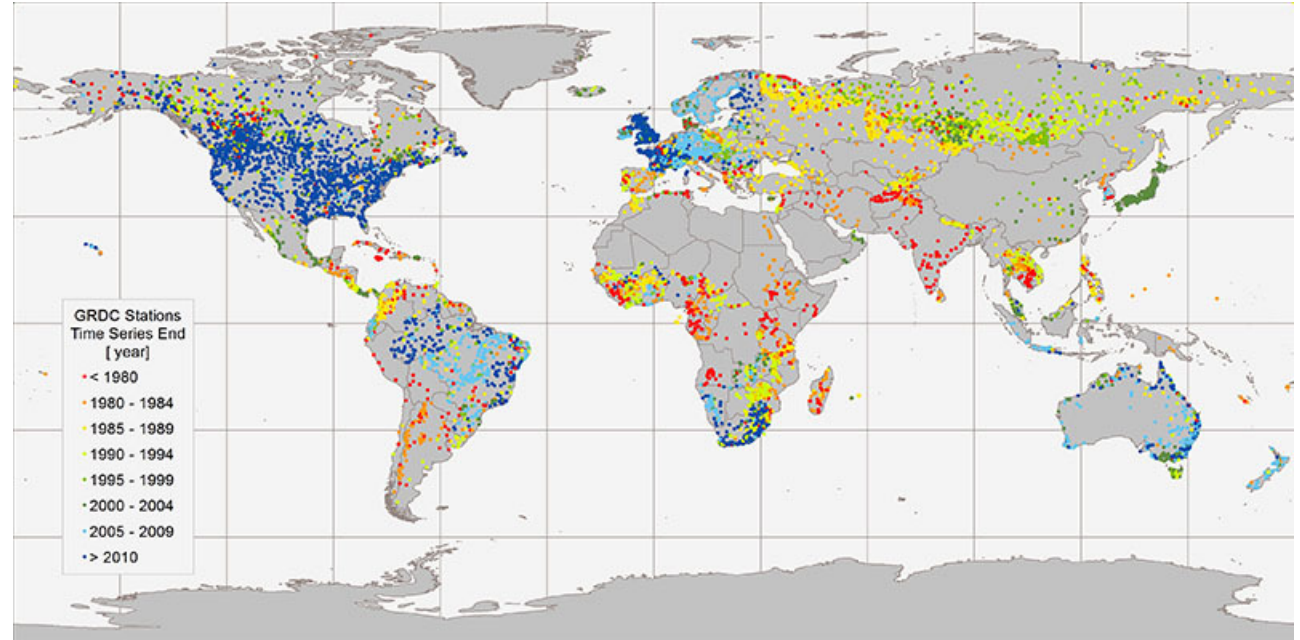 GRDC Stations
Time Series End
[ year]
< 1980
1980 - 1984
1985 - 1989
1990 - 1994
1995 - 1999
2000 - 2004
2005 - 2009
> 2010